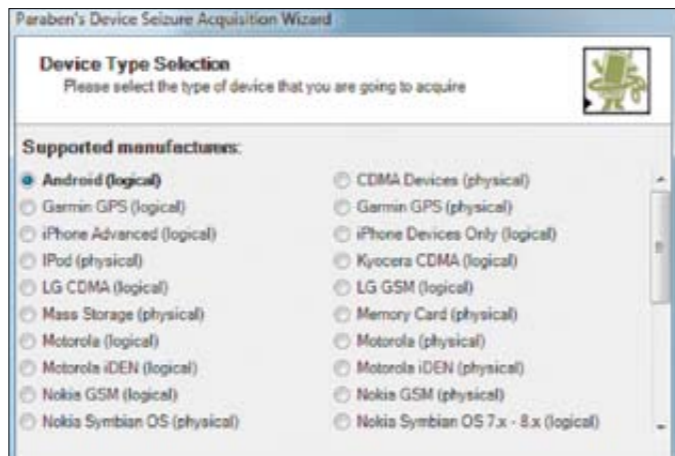 Paraben's Device Seizure Acquisition Wizard
Device Type Selection
Please select the type of device that you are going to acquire
Supported manufacturers:
Android (logical)
CDMA Devices (physical)
Garmin GPS (logical)
Garmin GPS (physical)
iPhone Advanced (logical)
iPhone Devices Only (logical)
IPod (physical)
Kyocera CDMA (logical)
LG CDMA (logical)
LG GSM (logical)
Mass Storage (physical)
Memory Card (physical)
Motorola (logical)
Motorola (physical)
Motorola iDEN (logical)
Motorola iDEN (physical)
Nokia GSM (logical)
Nokia GSM (physical)
Nokia Symbian OS (physical)
Nokia Symbian OS 7.x - 8.x (logical)